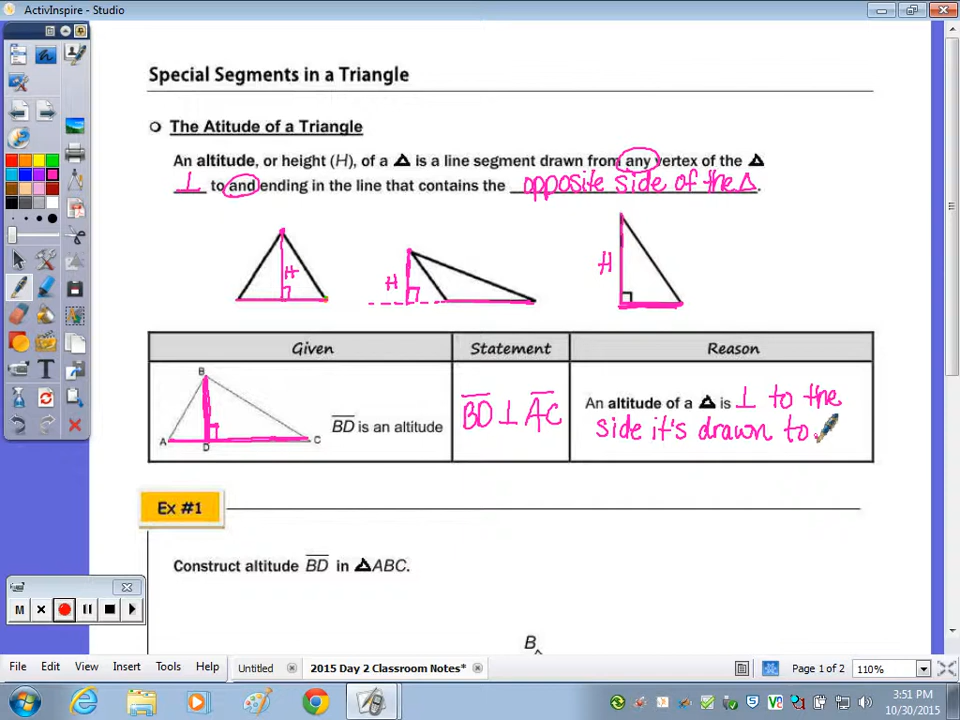 ActivInspire - Studio
Special Segments in a Triangle
The Atitude of a Triangle
An altitude, or height (H), of a △ is a line segment drawn from any vertex of the △
⊥ to and ending in the line that contains the opposite side of the △.
H
H
H
Given Statement Reason
B
A
D
C
BD is an altitude
BD ⊥ AC
An altitude of a △ is ⊥ to the
side it's drawn to
Ex #1
Construct altitude BD in △ABC.
B
M
File Edit View Insert Tools Help
Untitled
2015 Day 2 Classroom Notes*
Page 1 of 2
110%
3:51 PM
10/30/2015